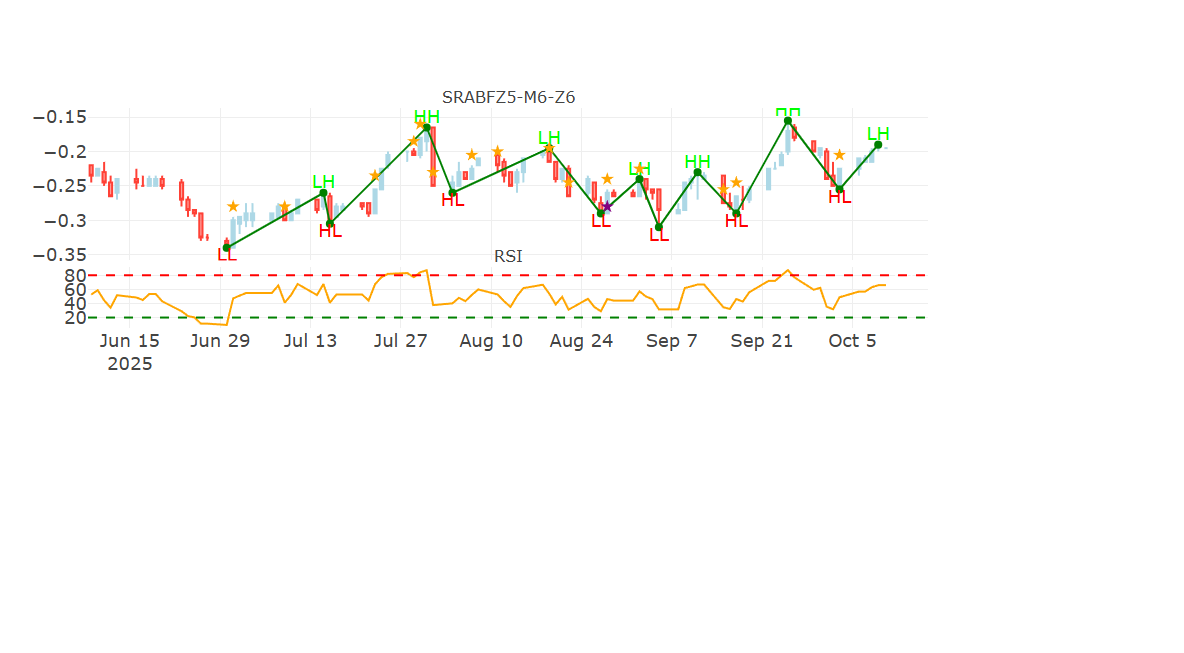 SRABFZ5-M6-Z6
−0.15
−0.2
−0.25
−0.3
−0.35
LL
LH
HL
HH
HL
LH
LL
LH
LL
HH
HL
HH
HL
LH
RSI
80
60
40
20
Jun 15
2025
Jun 29
Jul 13
Jul 27
Aug 10
Aug 24
Sep 7
Sep 21
Oct 5